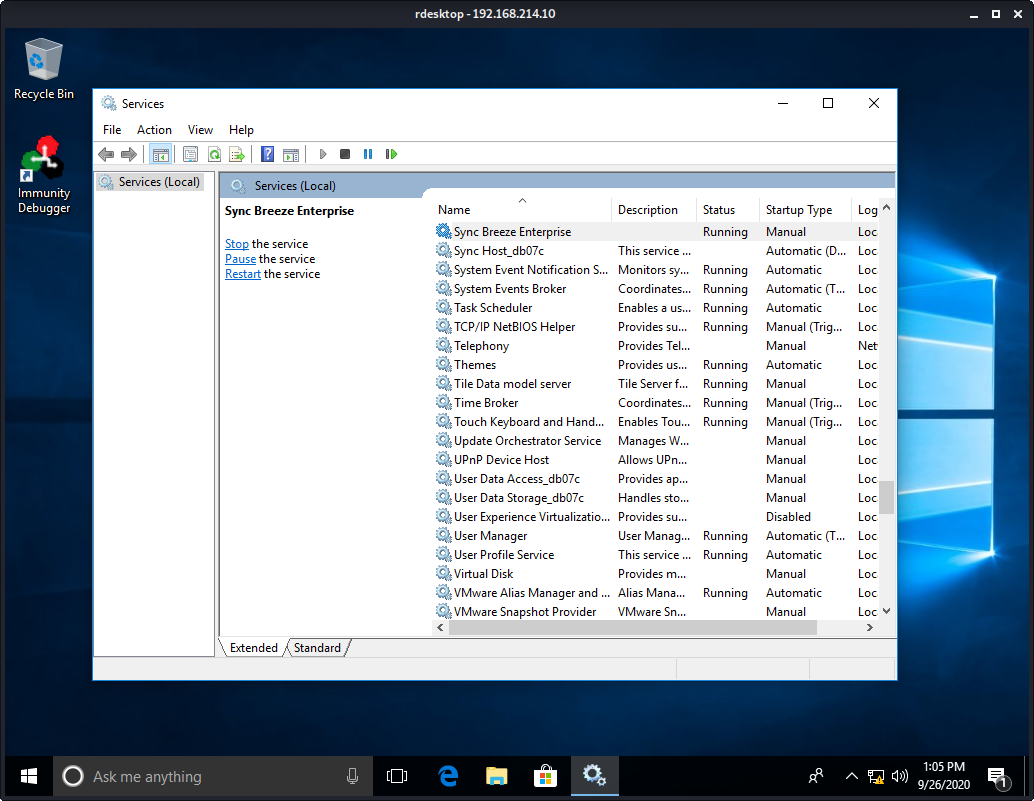 rdesktop - 192.168.214.10
Recycle Bin
Immunity
Debugger
Services
File Action View Help
Services (Local)
Services (Local)
Sync Breeze Enterprise
Stop the service
Pause the service
Restart the service
Name Description Status Startup Type Log
Sync Breeze Enterprise Running Manual Loc
Sync Host_db07c This service ... Automatic (D... Loc
System Event Notification S... Monitors sy... Running Automatic Loc
System Events Broker Coordinates... Running Automatic (T... Loc
Task Scheduler Enables a us... Running Automatic Loc
TCP/IP NetBIOS Helper Provides su... Running Manual (Trig... Loc
Telephony Provides Tel... Manual Net
Themes Provides us... Running Automatic Loc
Tile Data model server Tile Server f... Running Manual Loc
Time Broker Coordinates... Running Manual (Trig... Loc
Touch Keyboard and Hand... Enables Tou... Running Manual (Trig... Loc
Update Orchestrator Service Manages W... Manual Loc
UPnP Device Host Allows UPn... Manual Loc
User Data Access_db07c Provides ap... Manual Loc
User Data Storage_db07c Handles sto... Manual Loc
User Experience Virtualizatio... Provides su... Disabled Loc
User Manager User Manag... Running Automatic (T... Loc
User Profile Service This service ... Running Automatic Loc
Virtual Disk Provides m... Manual Loc
VMware Alias Manager and ... Alias Mana... Running Automatic Loc
VMware Snapshot Provider VMware Sn... Manual Loc
Extended Standard
Ask me anything
1:05 PM
9/26/2020
1